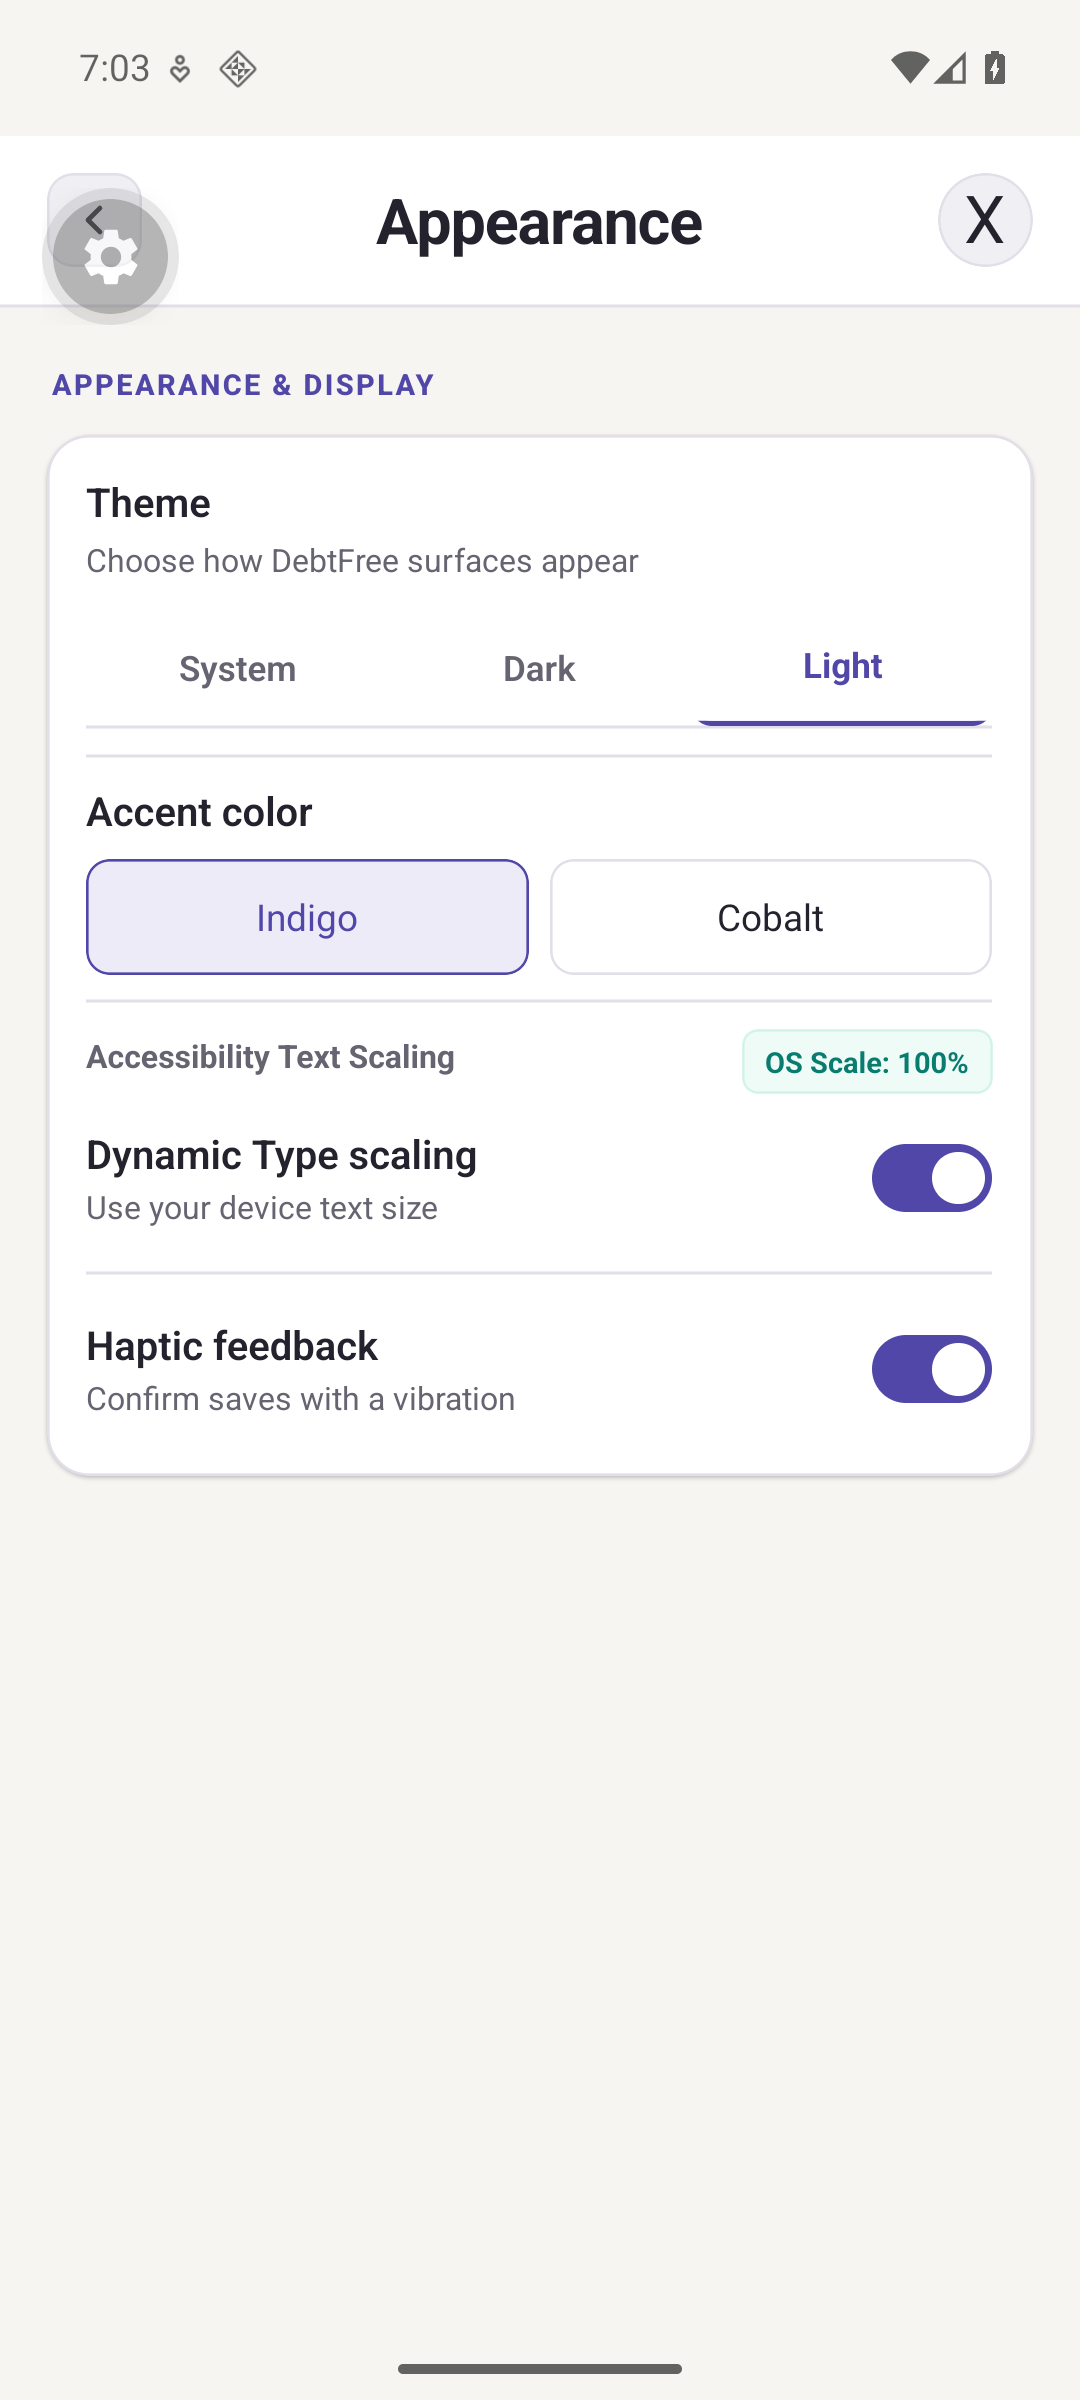 7:03
Appearance
X
APPEARANCE & DISPLAY
Theme
Choose how DebtFree surfaces appear
System Dark Light
Accent color
Indigo Cobalt
Accessibility Text Scaling OS Scale: 100%
Dynamic Type scaling
Use your device text size
Haptic feedback
Confirm saves with a vibration